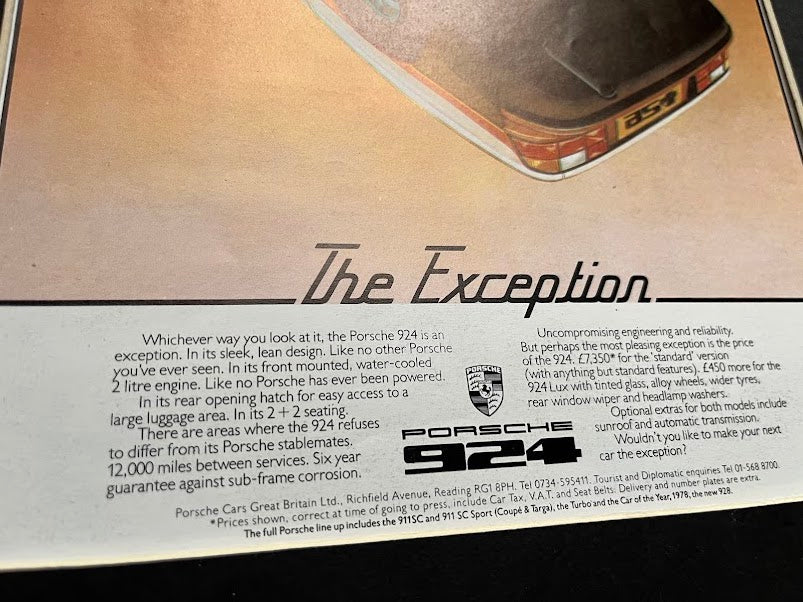 924
The Exception
Whichever way you look at it, the Porsche 924 is an
exception. In its sleek, lean design. Like no other Porsche
you've ever seen. In its front mounted, water-cooled
2 litre engine. Like no Porsche has ever been powered.
In its rear opening hatch for easy access to a
large luggage area. In its 2 + 2 seating.
There are areas where the 924 refuses
to differ from its Porsche stablemates.
12,000 miles between services. Six year
guarantee against sub-frame corrosion.
PORSCHE
PORSCHE
924
Uncompromising engineering and reliability.
But perhaps the most pleasing exception is the price
of the 924. £7,350* for the 'standard' version
(with anything but standard features). £450 more for the
924 Lux with tinted glass, alloy wheels, wider tyres,
rear window wiper and headlamp washers.
Optional extras for both models include
sunroof and automatic transmission.
Wouldn't you like to make your next
car the exception?
Porsche Cars Great Britain Ltd., Richfield Avenue, Reading RG1 8PH. Tel 0734-595411. Tourist and Diplomatic enquiries Tel 01-568 8700.
*Prices shown, correct at time of going to press, include Car Tax, V.A.T. and Seat Belts. Delivery and number plates are extra.
The full Porsche line up includes the 911SC and 911 SC Sport (Coupé & Targa), the Turbo and the Car of the Year, 1978, the new 928.